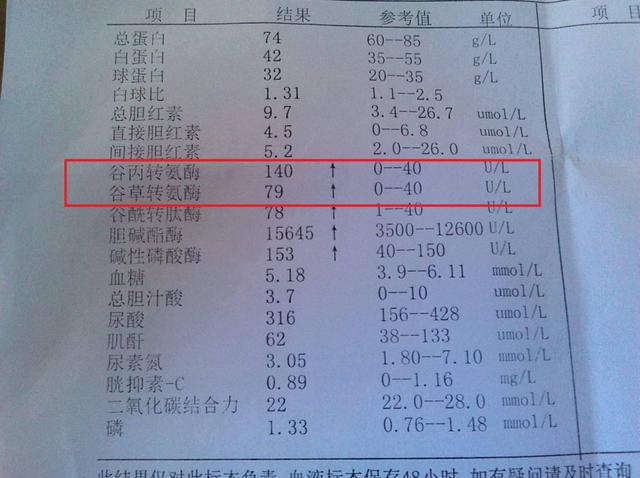 项 目 结果 参考值 单位 项 目
总蛋白 74 60--85 g/L
白蛋白 42 35--55 g/L
球蛋白 32 20--35 g/L
白球比 1.31 1.1--2.5
总胆红素 9.7 3.4--26.7 umol/L
直接胆红素 4.5 0--6.8 umol/L
间接胆红素 5.2 2.0--26.0 umol/L
谷丙转氨酶 140 ↑ 0--40 U/L
谷草转氨酶 79 ↑ 0--40 U/L
谷酰转肽酶 78 ↑ 1--40 U/L
胆碱酯酶 15645 ↑ 3500--12600 U/L
碱性磷酸酶 153 ↑ 40--150 U/L
血糖 5.18 3.9--6.11 mmol/L
总胆汁酸 3.7 0--10 umol/L
尿酸 316 156--428 umol/L
肌酐 62 38--133 umol/L
尿素氮 3.05 1.80--7.10 mmol/L
胱抑素-C 0.89 0--1.16 mg/L
二氧化碳结合力 22 22.0--28.0 mmol/L
磷 1.33 0.76--1.48 mmol/L
此结果仅对此标本负责，血液标本保存48小时，如有疑问请及时查询